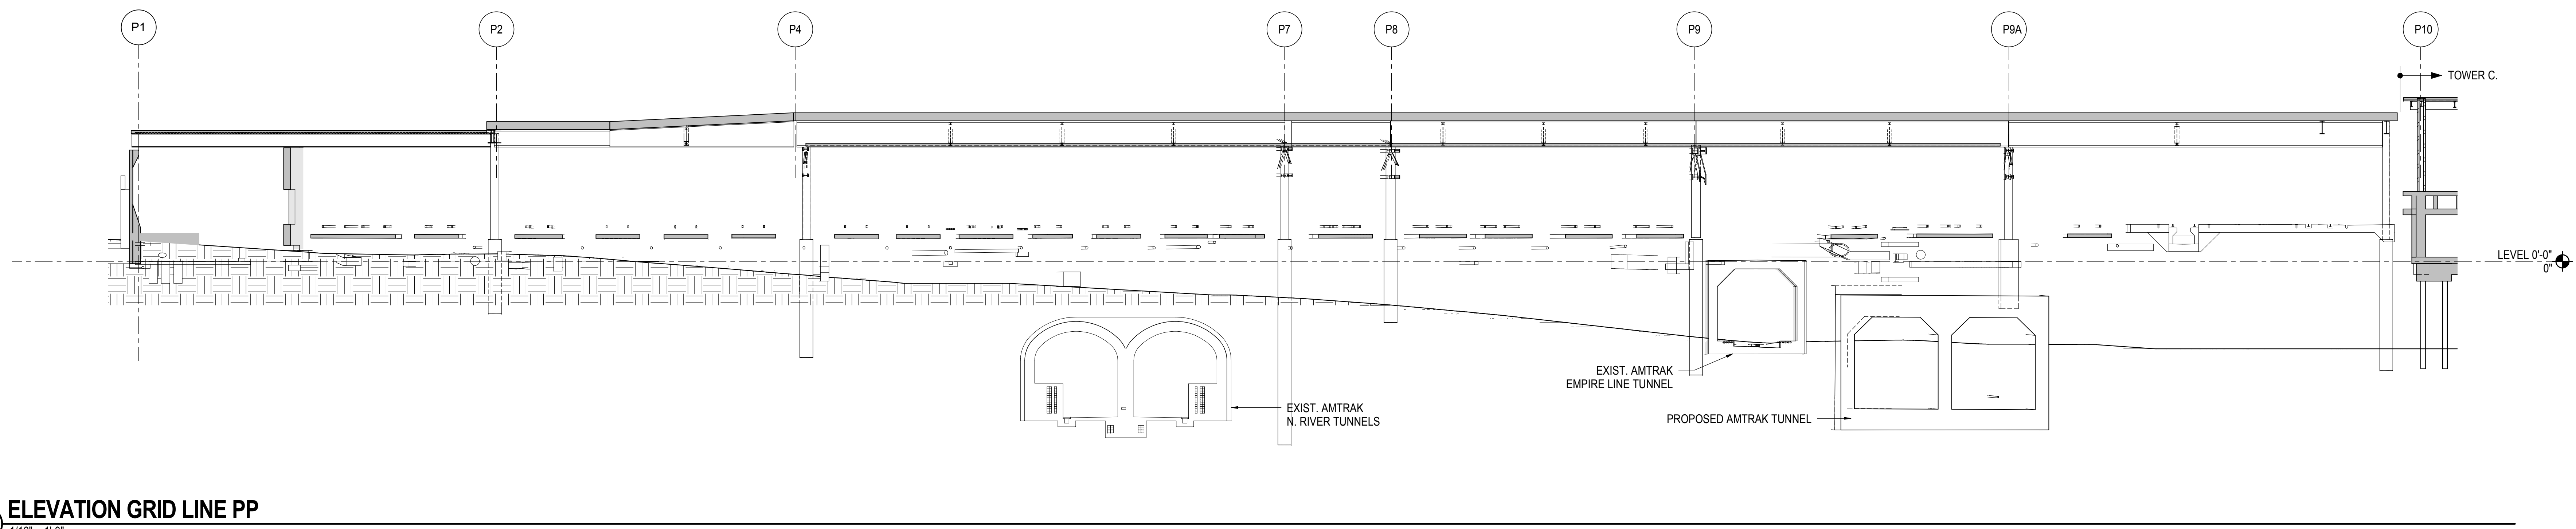 P1
P2
P4
P7
P8
P9
P9A
P10
TOWER C.
LEVEL 0'-0"
0"
EXIST. AMTRAK
EMPIRE LINE TUNNEL
EXIST. AMTRAK
N. RIVER TUNNELS
PROPOSED AMTRAK TUNNEL
ELEVATION GRID LINE PP